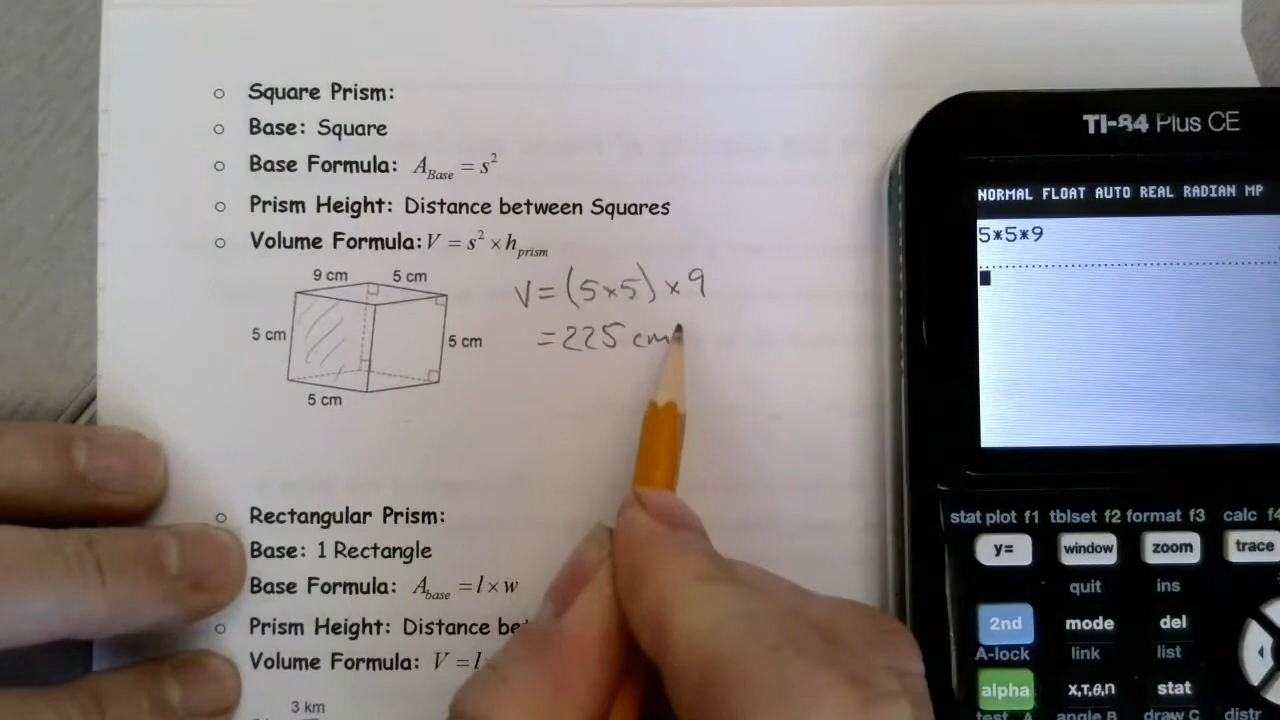 Square Prism:
Base: Square
Base Formula: A_Base = s²
Prism Height: Distance between Squares
Volume Formula: V = s² × h_prism
9 cm 5 cm
5 cm
5 cm
5 cm
V = (5×5) × 9
= 225 cm
Rectangular Prism:
Base: 1 Rectangle
Base Formula: A_base = l × w
Prism Height: Distance be
Volume Formula: V = l
3 km
TI-84 Plus CE
NORMAL FLOAT AUTO REAL RADIAN MP
5*5*9
stat plot f1 tblset f2 format f3 calc f4
y= window zoom trace
quit ins
2nd mode del
A-lock link list
alpha X,T,θ,n stat
test A angle B draw C distr